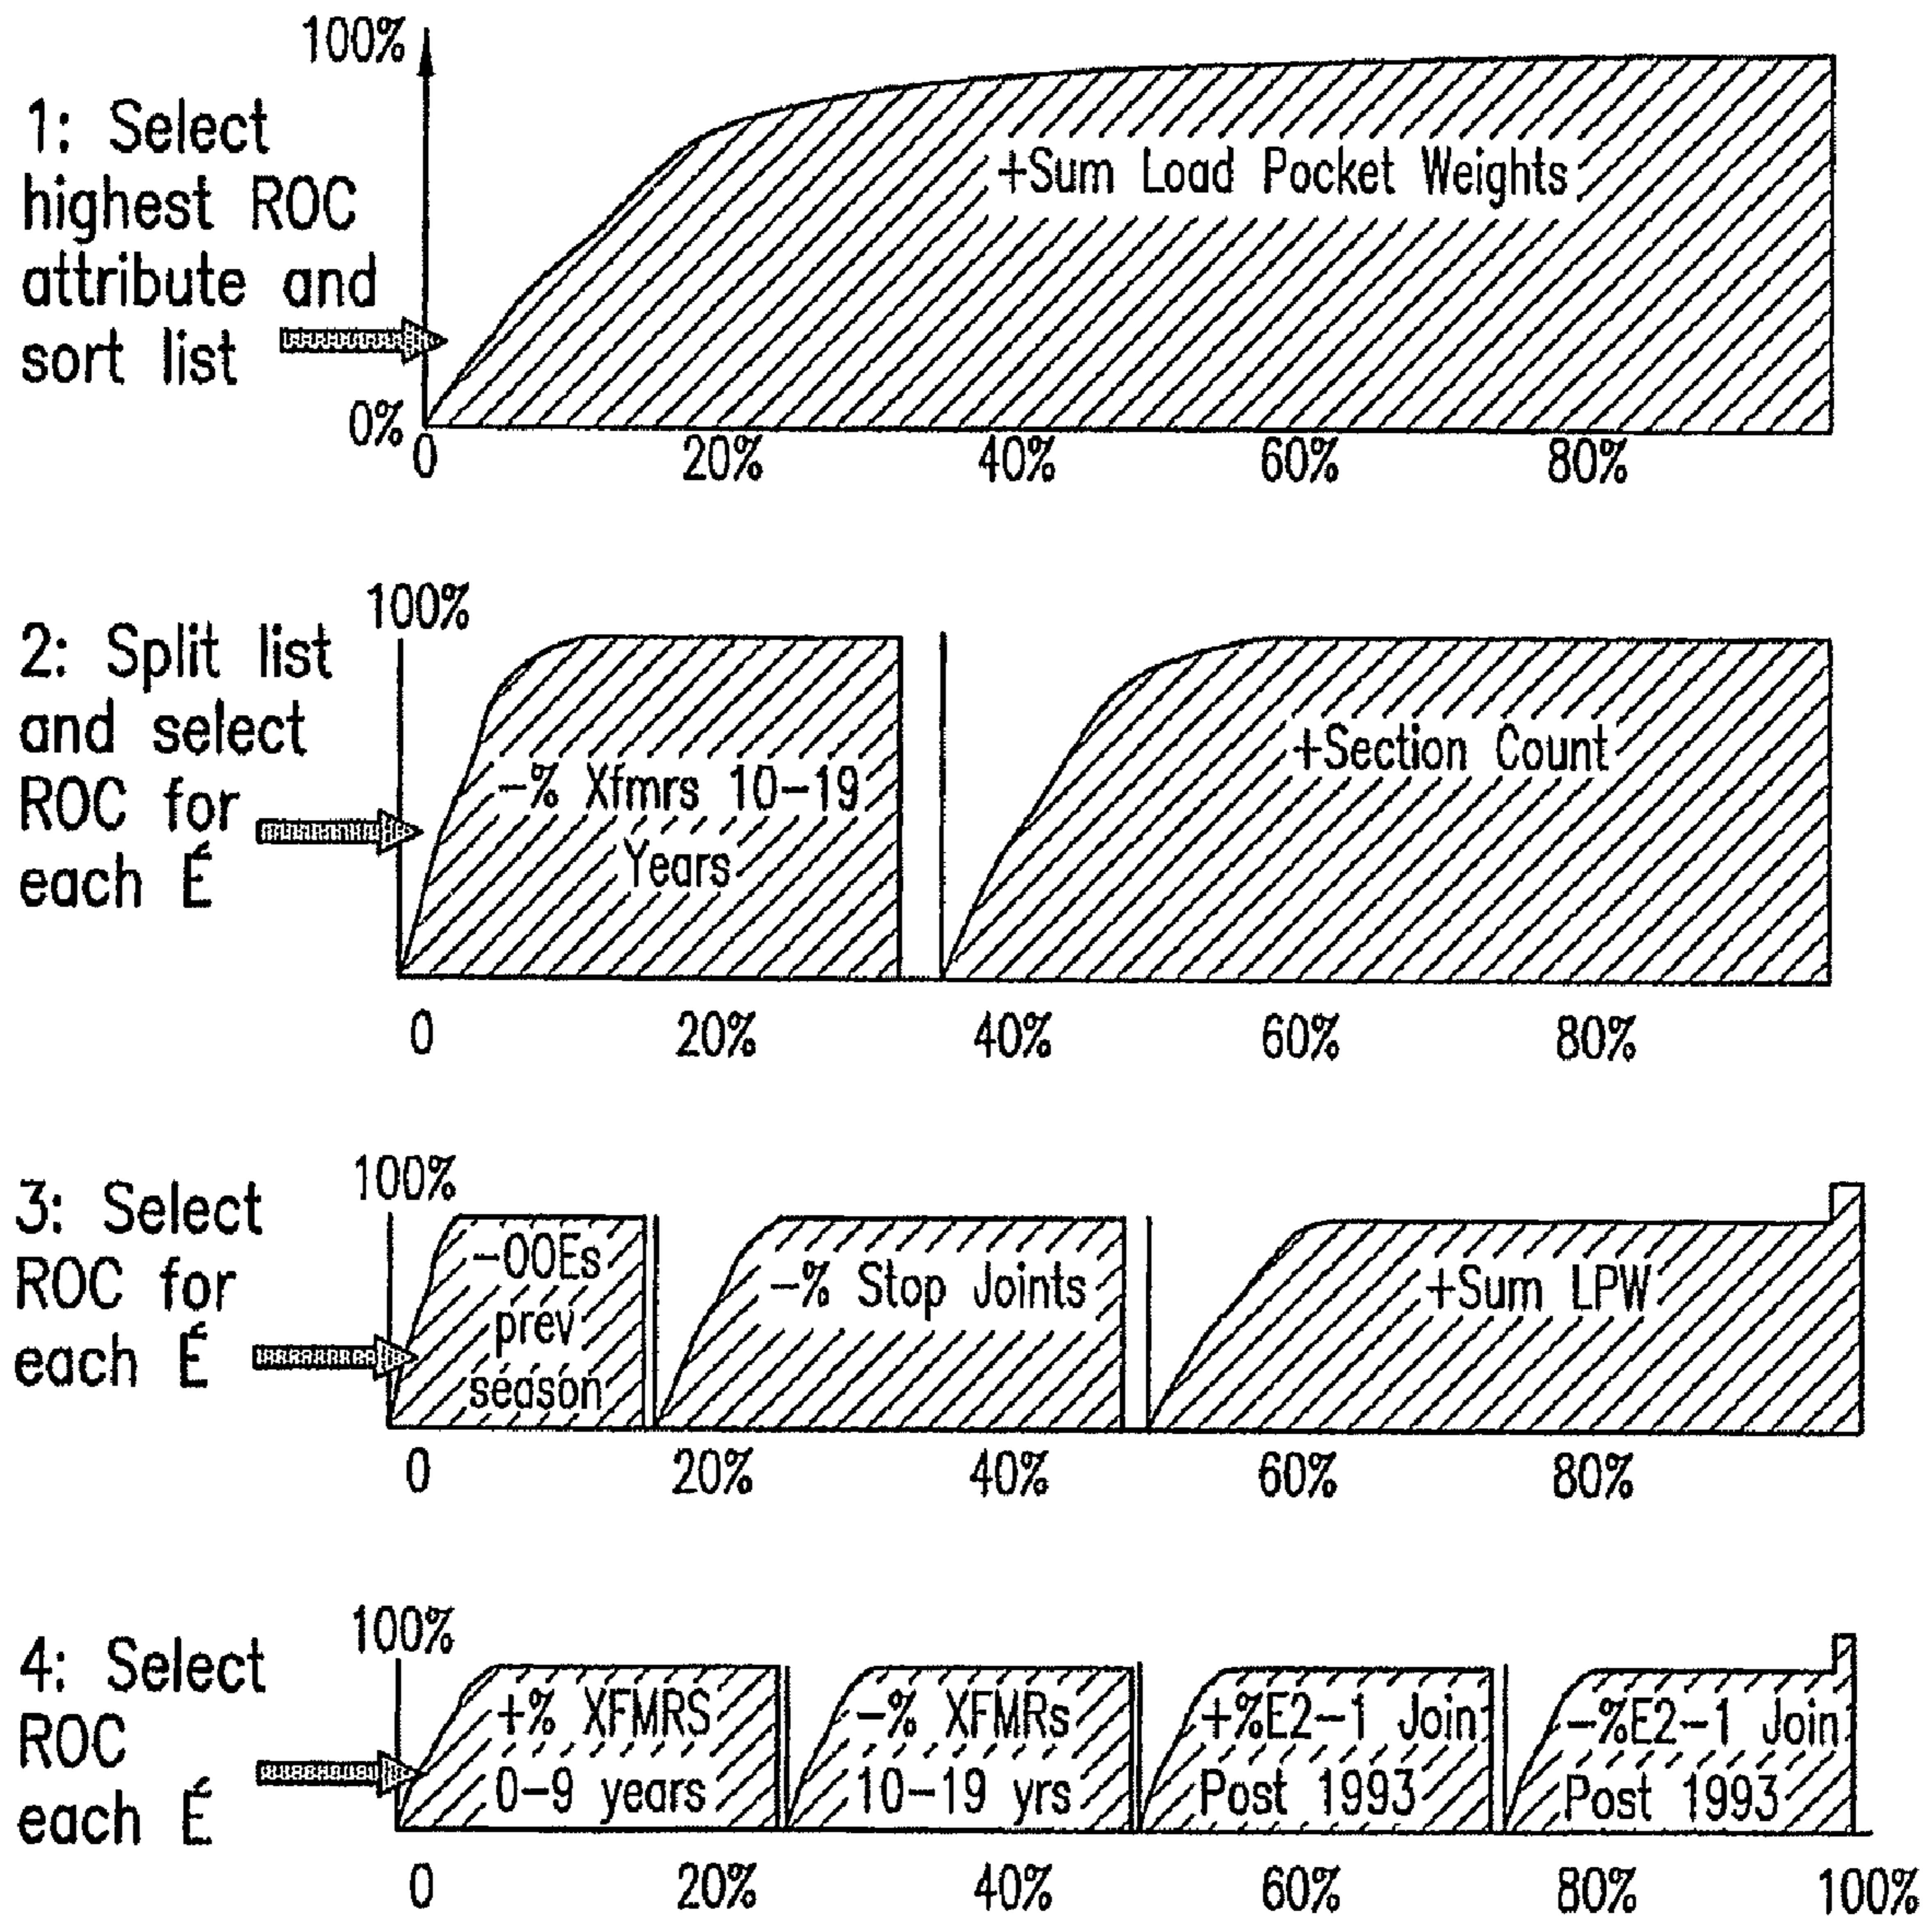 100%
1: Select
highest ROC
attribute and
sort list
+Sum Load Pocket Weights
0%
0 20% 40% 60% 80%
100%
2: Split list
and select
ROC for
each É
-% Xfmrs 10-19
Years
+Section Count
0 20% 40% 60% 80%
100%
3: Select
ROC for
each É
-OOEs
prev
season
-% Stop Joints
+Sum LPW
0 20% 40% 60% 80%
100%
4: Select
ROC
each É
+% XFMRS
0-9 years
-% XFMRs
10-19 yrs
+%E2-1 Join
Post 1993
-%E2-1 Join
Post 1993
0 20% 40% 60% 80% 100%